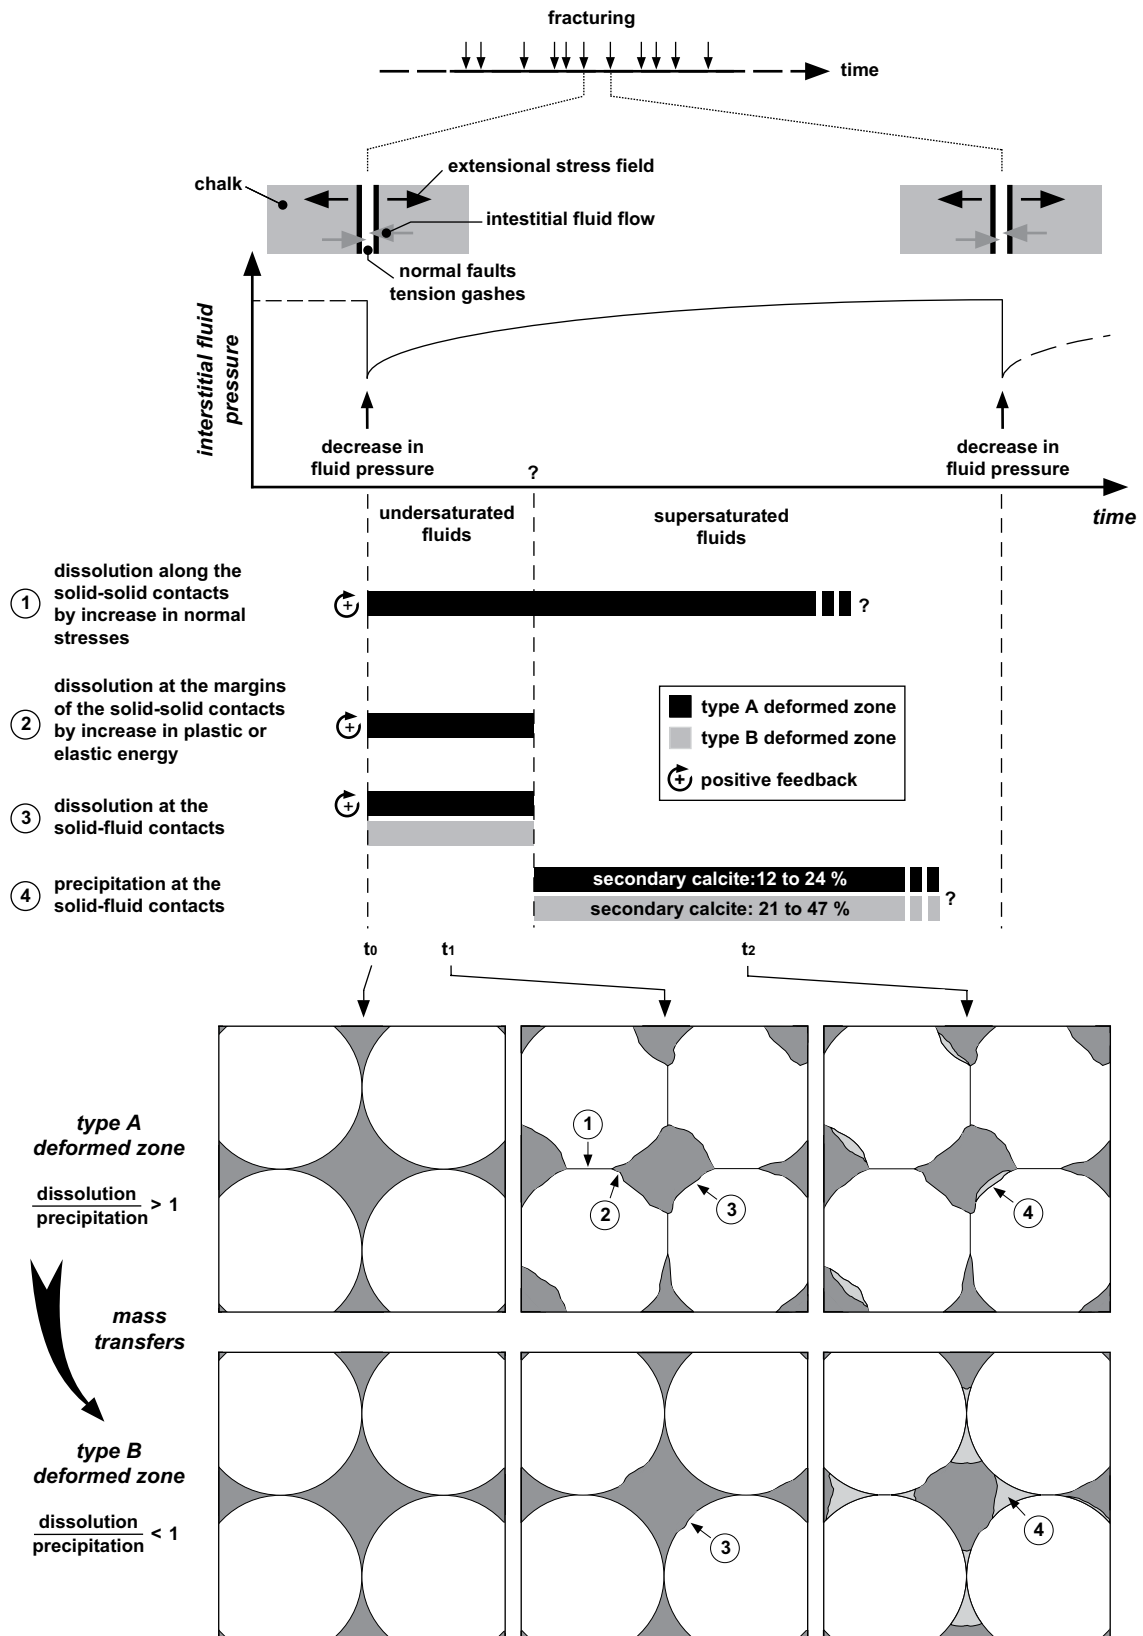 fracturing
time
chalk
extensional stress field
intestitial fluid flow
normal faults
tension gashes
interstitial fluid
pressure
decrease in
fluid pressure
decrease in
fluid pressure
?
time
undersaturated
fluids
supersaturated
fluids
1
dissolution along the
solid-solid contacts
by increase in normal
stresses
+
?
2
dissolution at the margins
of the solid-solid contacts
by increase in plastic or
elastic energy
+
type A deformed zone
type B deformed zone
+ positive feedback
3
dissolution at the
solid-fluid contacts
+
4
precipitation at the
solid-fluid contacts
secondary calcite:12 to 24 %
secondary calcite: 21 to 47 %
?
t0
t1
t2
type A
deformed zone
dissolution
precipitation
> 1
1
2
3
4
mass
transfers
type B
deformed zone
dissolution
precipitation
< 1
3
4